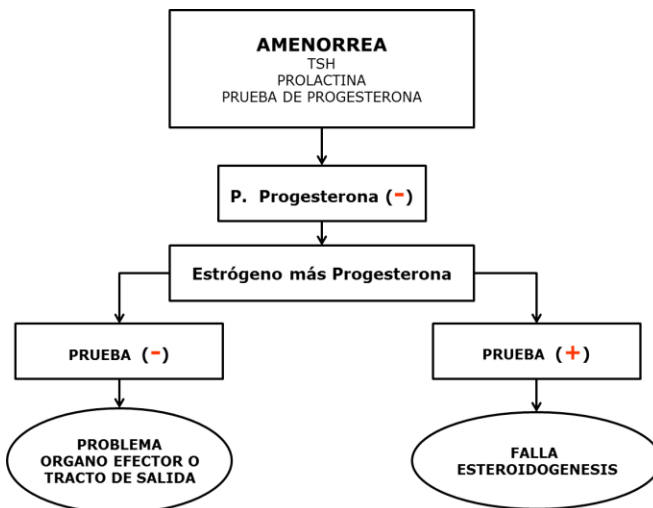 AMENORREA
TSH
PROLACTINA
PRUEBA DE PROGESTERONA
P. Progesterona (-)
Estrógeno más Progesterona
PRUEBA (-)
PRUEBA (+)
PROBLEMA
ORGANO EFECTOR O
TRACTO DE SALIDA
FALLA
ESTEROIDOGENESIS